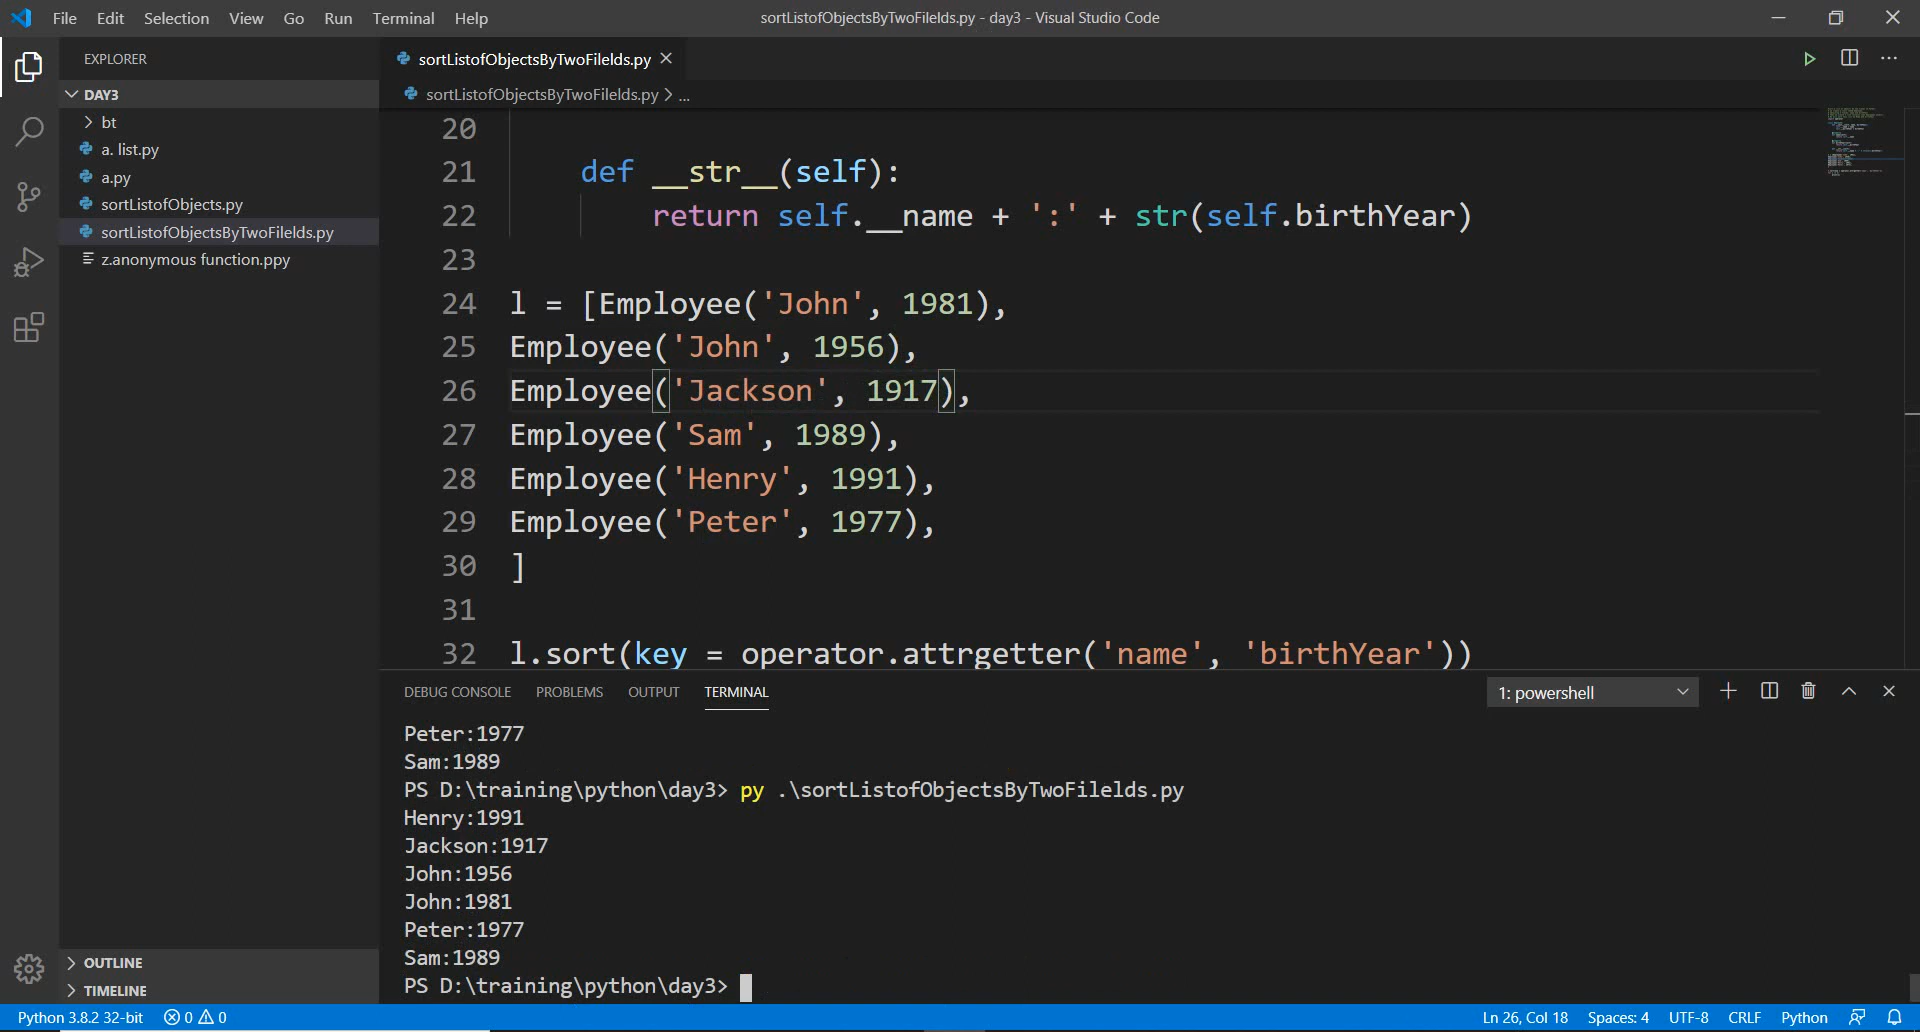 File Edit Selection View Go Run Terminal Help
sortListofObjectsByTwoFilelds.py - day3 - Visual Studio Code
EXPLORER
DAY3
bt
a. list.py
a.py
sortListofObjects.py
sortListofObjectsByTwoFilelds.py
z.anonymous function.ppy
OUTLINE
TIMELINE
sortListofObjectsByTwoFilelds.py
sortListofObjectsByTwoFilelds.py > ...
20
21 def __str__(self):
22 return self.__name + ':' + str(self.birthYear)
23
24 l = [Employee('John', 1981),
25 Employee('John', 1956),
26 Employee('Jackson', 1917),
27 Employee('Sam', 1989),
28 Employee('Henry', 1991),
29 Employee('Peter', 1977),
30 ]
31
32 l.sort(key = operator.attrgetter('name', 'birthYear'))
DEBUG CONSOLE PROBLEMS OUTPUT TERMINAL
1: powershell
Peter:1977
Sam:1989
PS D:\training\python\day3> py .\sortListofObjectsByTwoFilelds.py
Henry:1991
Jackson:1917
John:1956
John:1981
Peter:1977
Sam:1989
PS D:\training\python\day3>
Python 3.8.2 32-bit 0 0
Ln 26, Col 18 Spaces: 4 UTF-8 CRLF Python